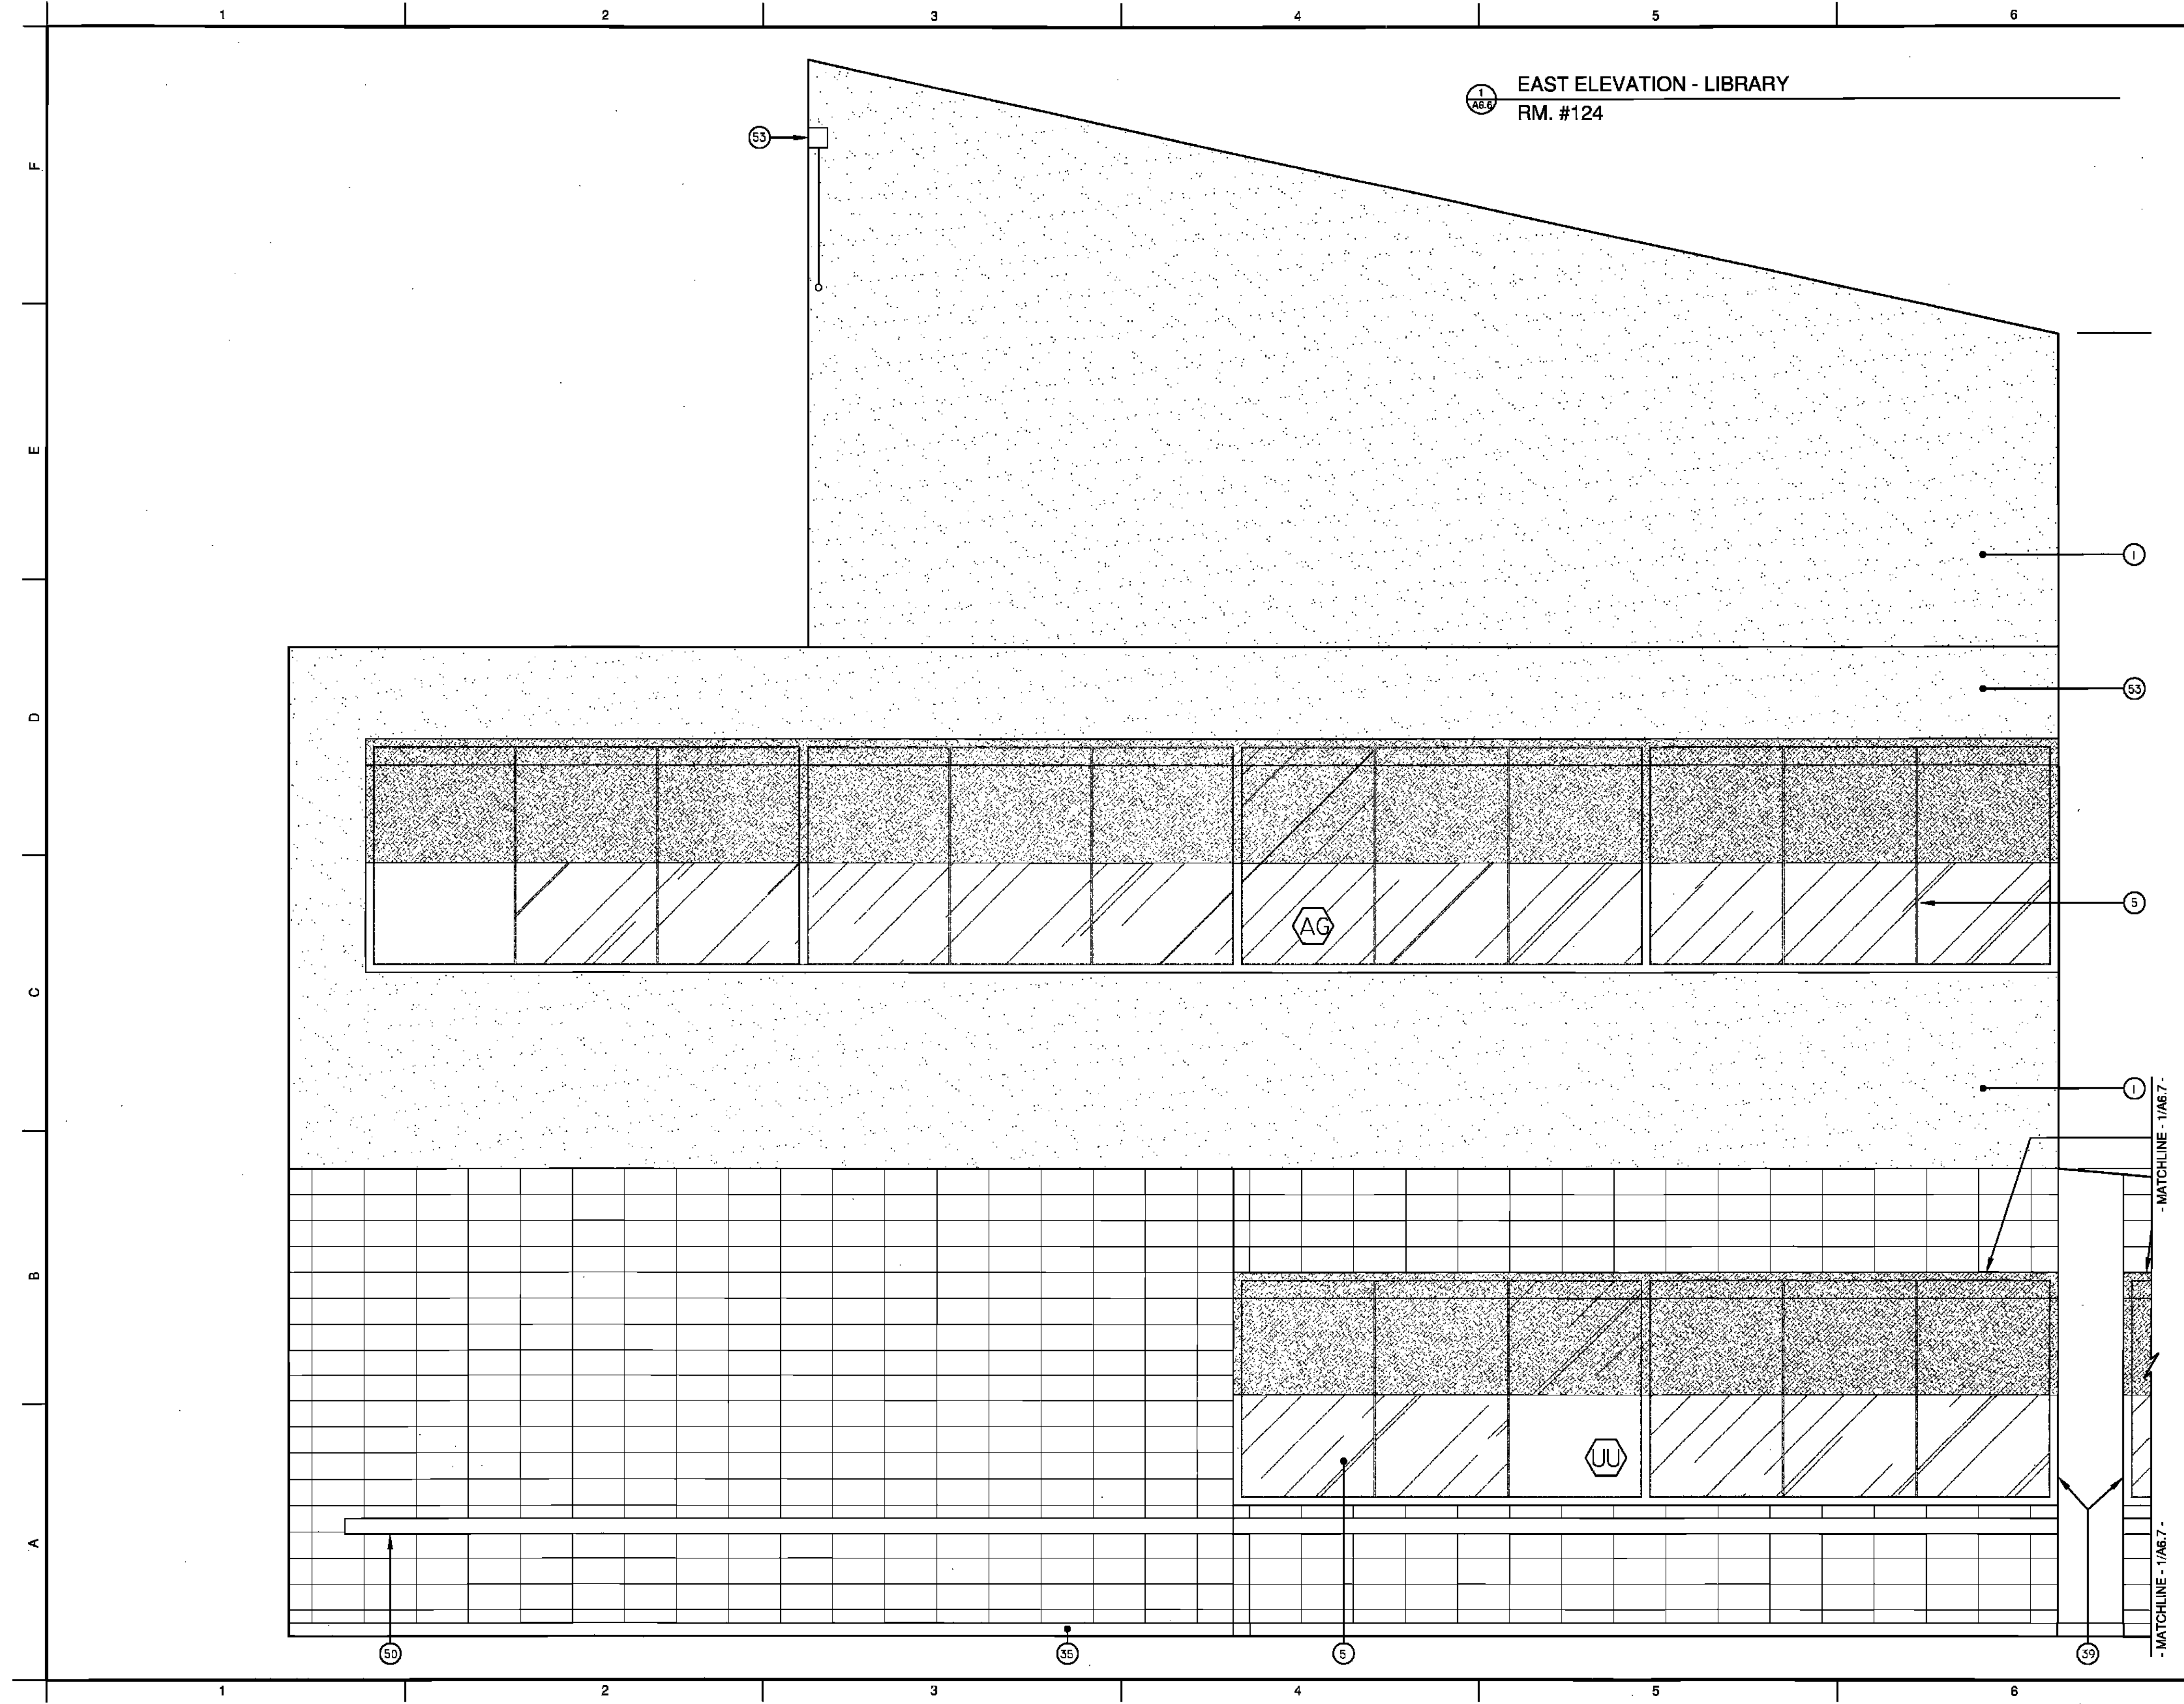 1 2 3 4 5 6
EAST ELEVATION - LIBRARY
1
A6.6
RM. #124
53
F
E
1
D
53
5
AG
C
1
- MATCHLINE - 1/A6.7 -
B
UU
A
- MATCHLINE - 1/A6.7 -
50
35
5
39
1 2 3 4 5 6